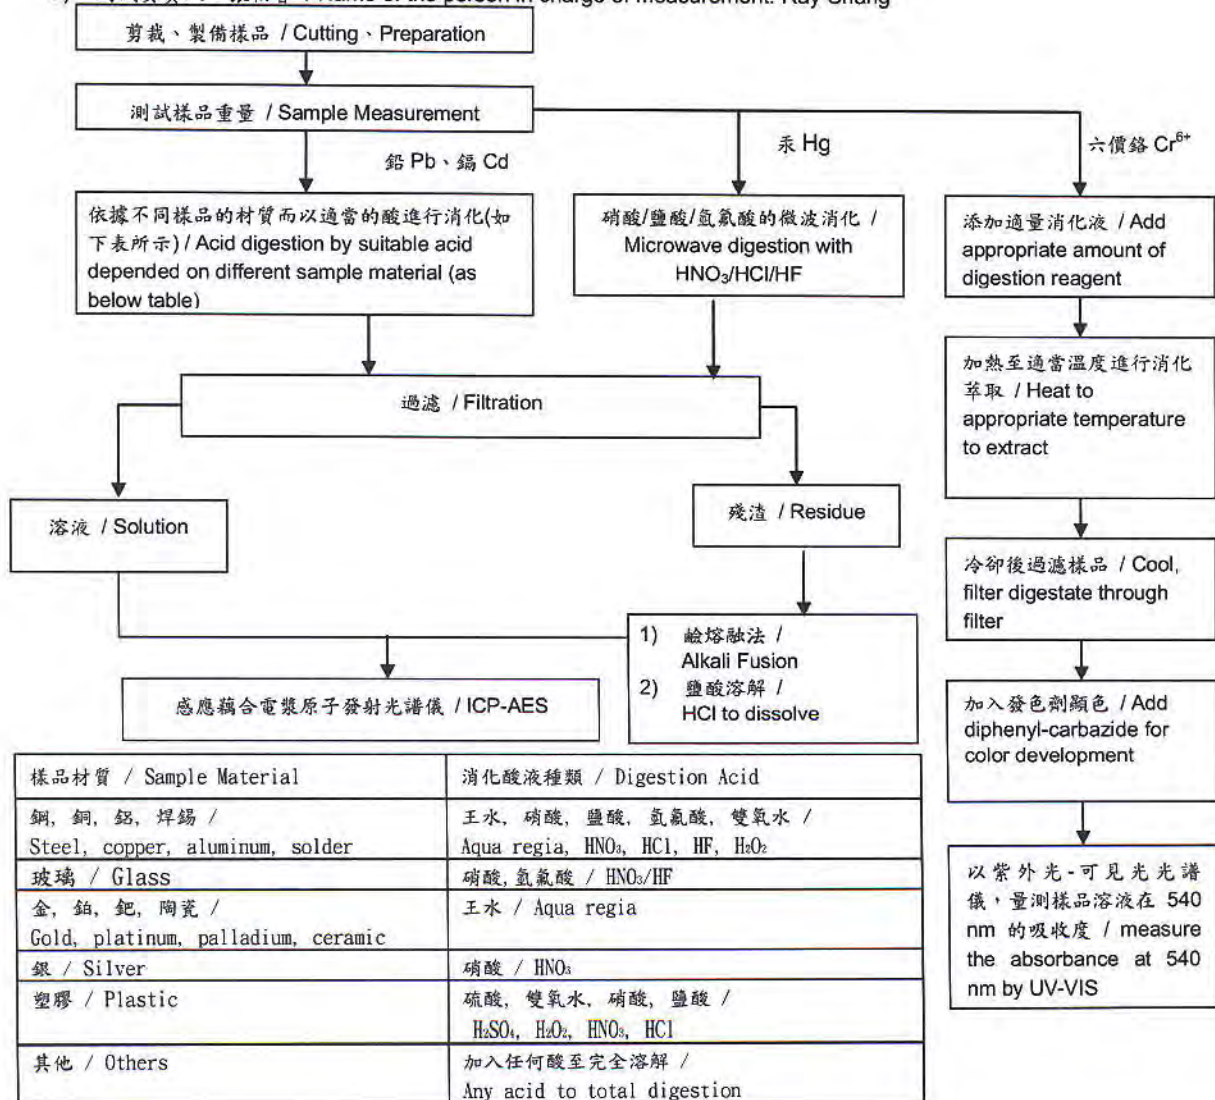 Name of the person in charge of measurement: Ray Chang
剪裁、製備樣品 / Cutting、Preparation
測試樣品重量 / Sample Measurement
鉛 Pb、鎘 Cd
汞 Hg
六價鉻 Cr⁶⁺
依據不同樣品的材質而以適當的酸進行消化(如
下表所示) / Acid digestion by suitable acid
depended on different sample material (as
below table)
硝酸/鹽酸/氫氟酸的微波消化 /
Microwave digestion with
HNO₃/HCl/HF
添加適量消化液 / Add
appropriate amount of
digestion reagent
過濾 / Filtration
加熱至適當溫度進行消化
萃取 / Heat to
appropriate temperature
to extract
溶液 / Solution
殘渣 / Residue
冷卻後過濾樣品 / Cool,
filter digestate through
filter
1) 鹼熔融法 /
Alkali Fusion
2) 鹽酸溶解 /
HCl to dissolve
感應藕合電漿原子發射光譜儀 / ICP-AES
加入發色劑顯色 / Add
diphenyl-carbazide for
color development
以紫外光-可見光光譜
儀，量測樣品溶液在 540
nm 的吸收度 / measure
the absorbance at 540
nm by UV-VIS
樣品材質 / Sample Material
消化酸液種類 / Digestion Acid
鋼, 銅, 鋁, 焊錫 /
Steel, copper, aluminum, solder
王水, 硝酸, 鹽酸, 氫氟酸, 雙氧水 /
Aqua regia, HNO₃, HCl, HF, H₂O₂
玻璃 / Glass
硝酸,氫氟酸 / HNO₃/HF
金, 鉑, 鈀, 陶瓷 /
Gold, platinum, palladium, ceramic
王水 / Aqua regia
銀 / Silver
硝酸 / HNO₃
塑膠 / Plastic
硫酸, 雙氧水, 硝酸, 鹽酸 /
H₂SO₄, H₂O₂, HNO₃, HCl
其他 / Others
加入任何酸至完全溶解 /
Any acid to total digestion